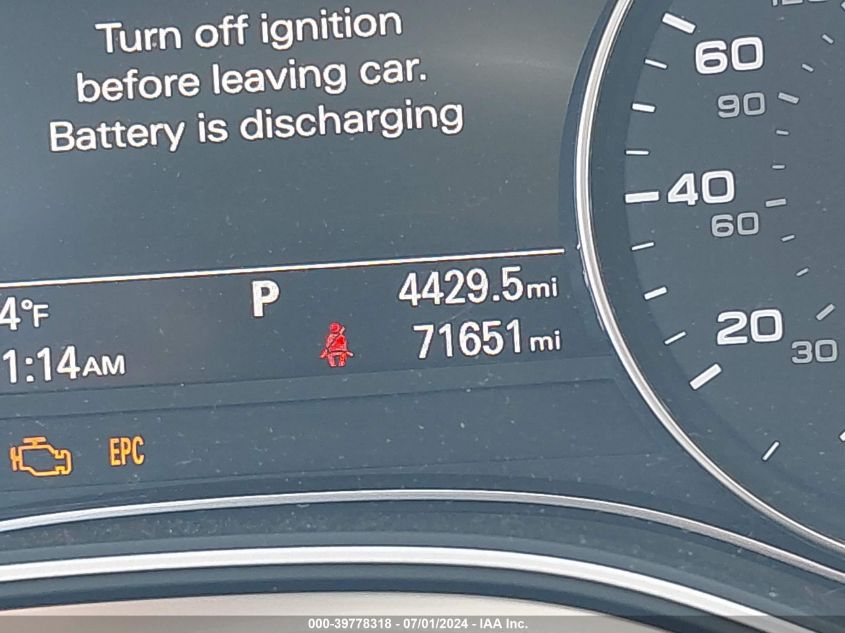 Turn off ignition
before leaving car.
Battery is discharging
60
90
40
60
20
30
P
4429.5mi
4°F
71651mi
1:14AM
EPC
000-39778318 - 07/01/2024 - IAA Inc.